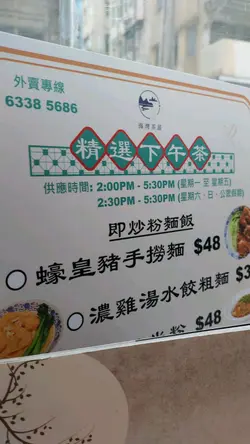 外賣專線
6338 5686
精選下午茶
供應時間: 2:00PM - 5:30PM (星期一 至 星期五)
2:30PM - 5:30PM (星期六、日、公眾假期)
即炒粉麵飯
蠔皇豬手撈麵 $48
濃雞湯水餃粗麵 $3
米粉 $48